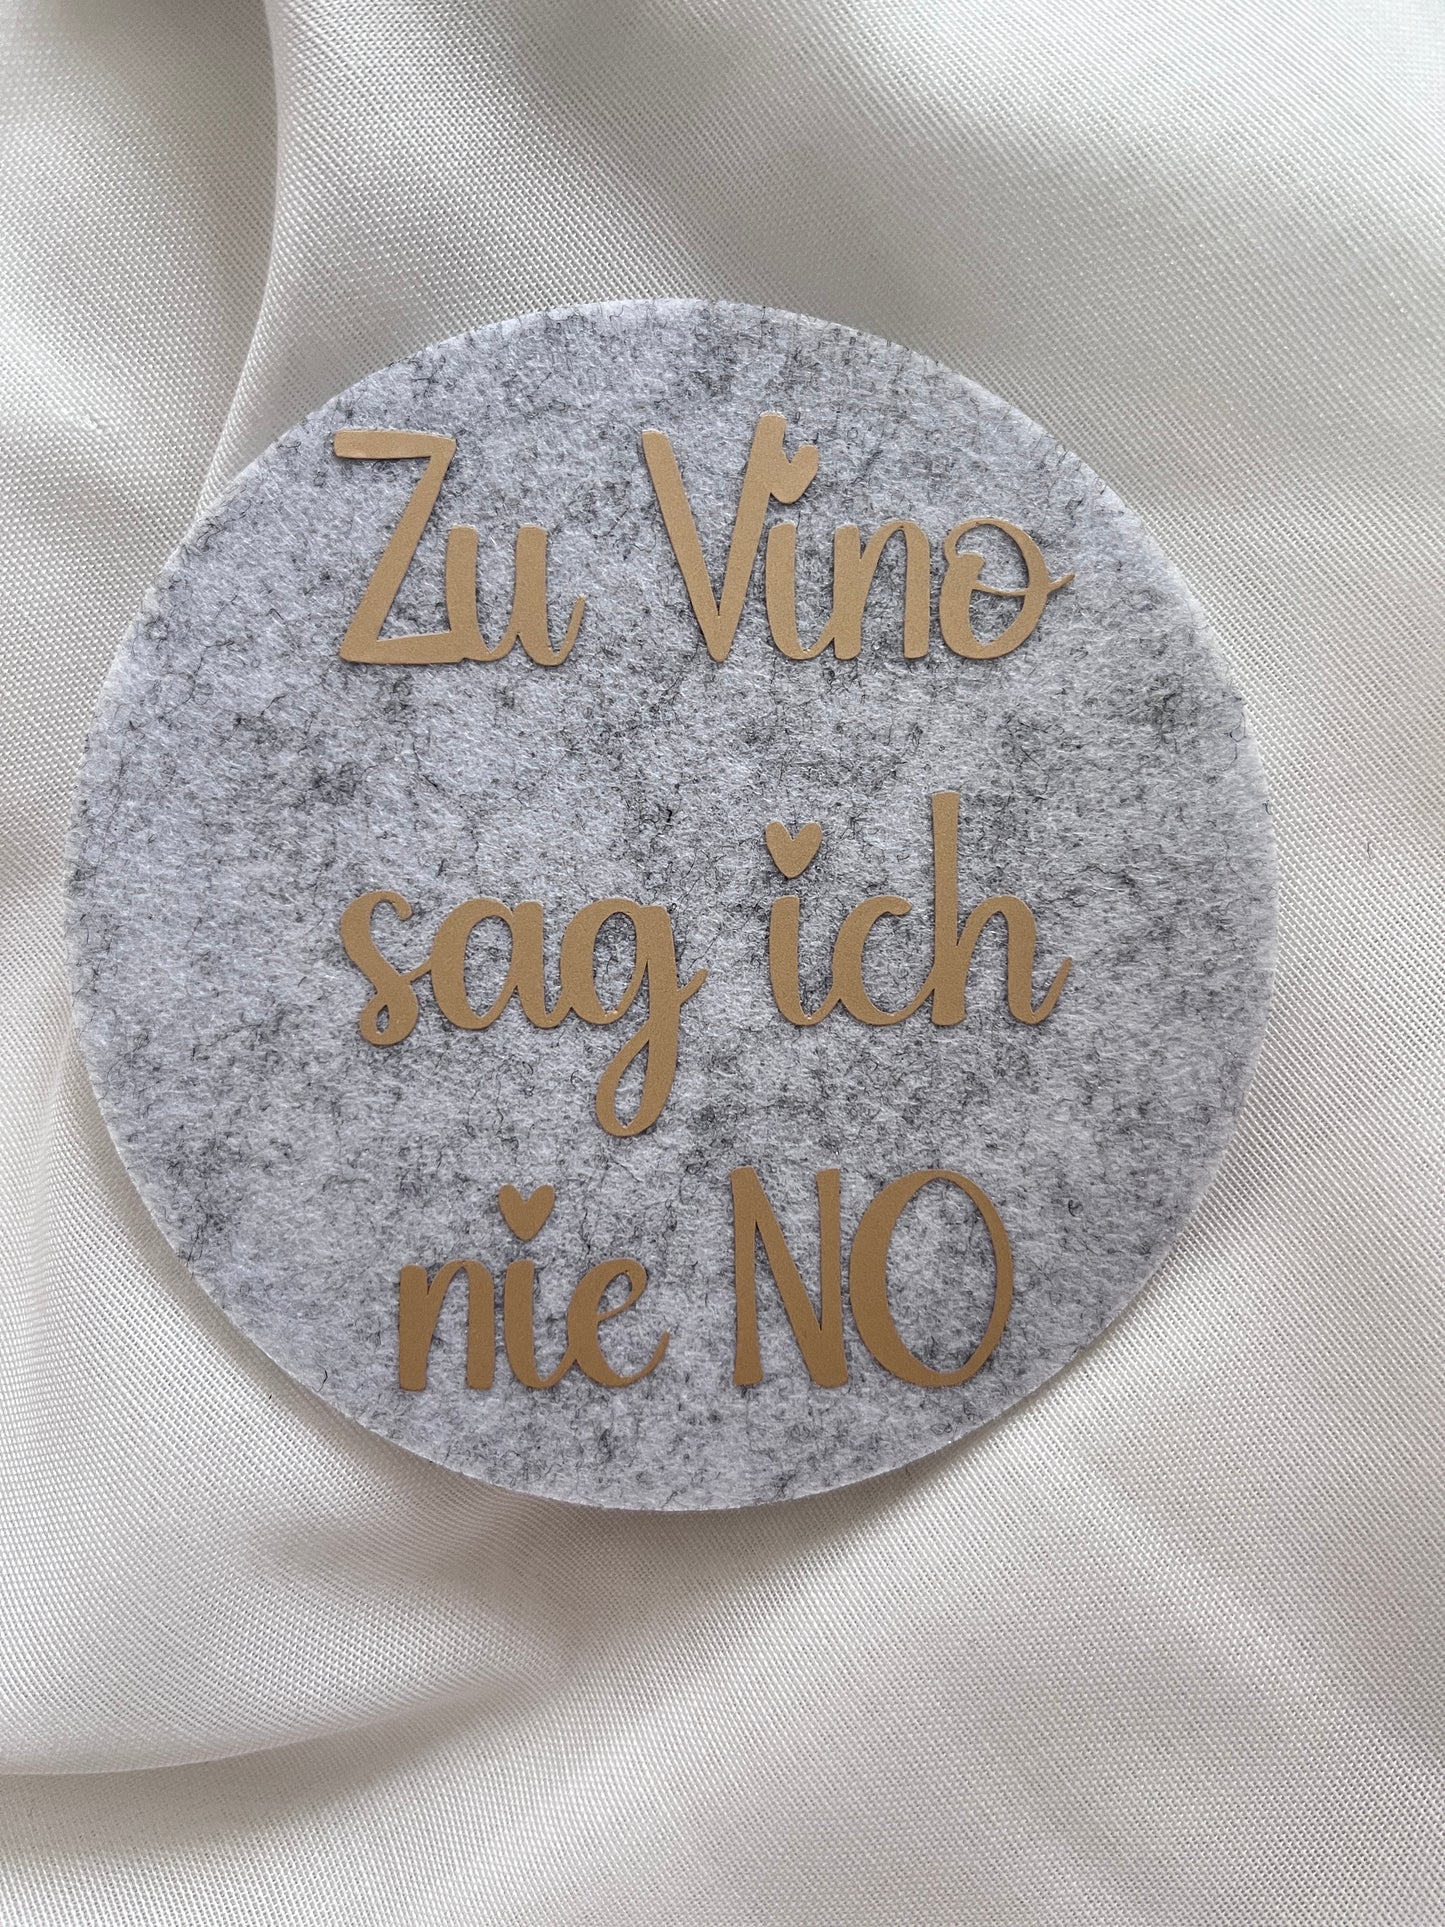 Zu Vino
sag ich
nie NO